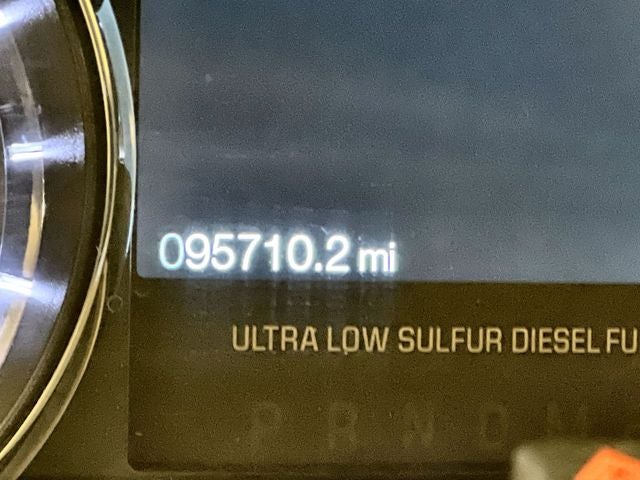 095710.2 mi
ULTRA LOW SULFUR DIESEL FU
P R N D M